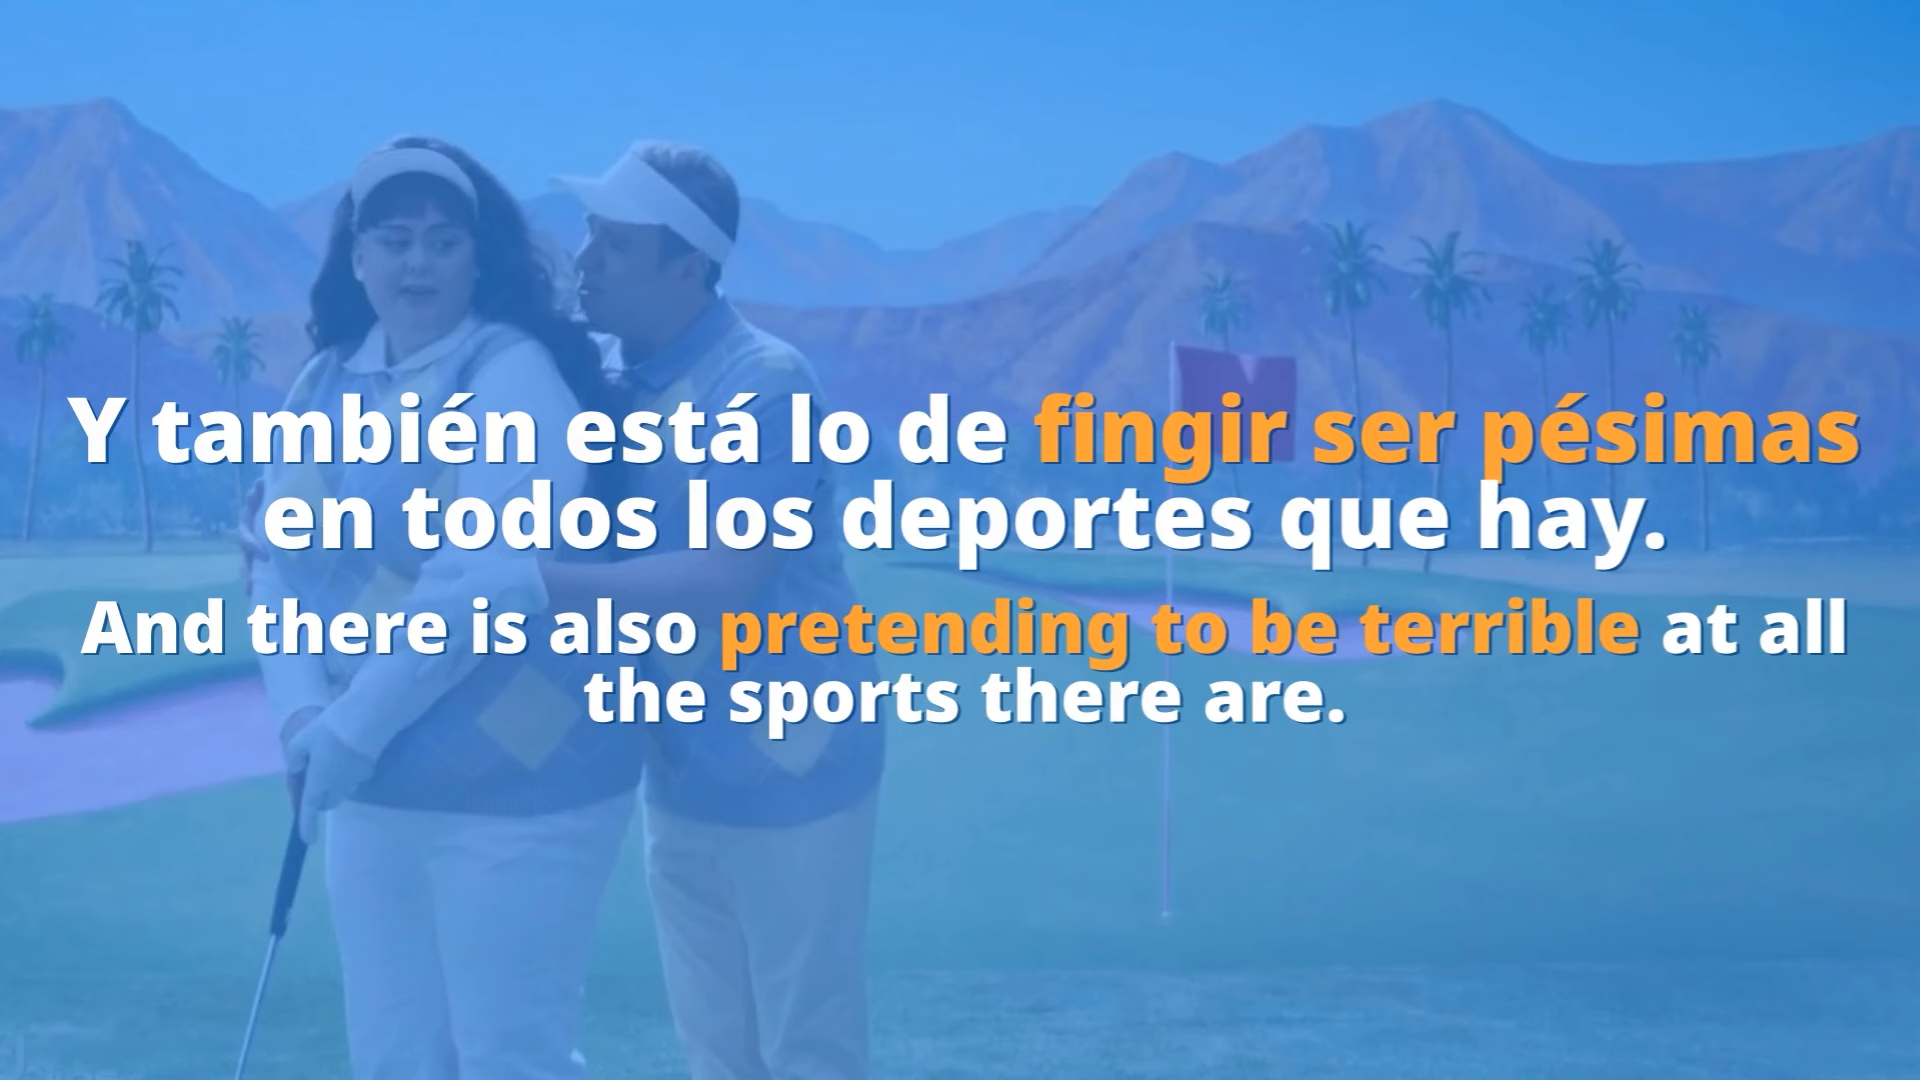 Y también está lo de fingir ser pésimas
en todos los deportes que hay.
And there is also pretending to be terrible at all
the sports there are.